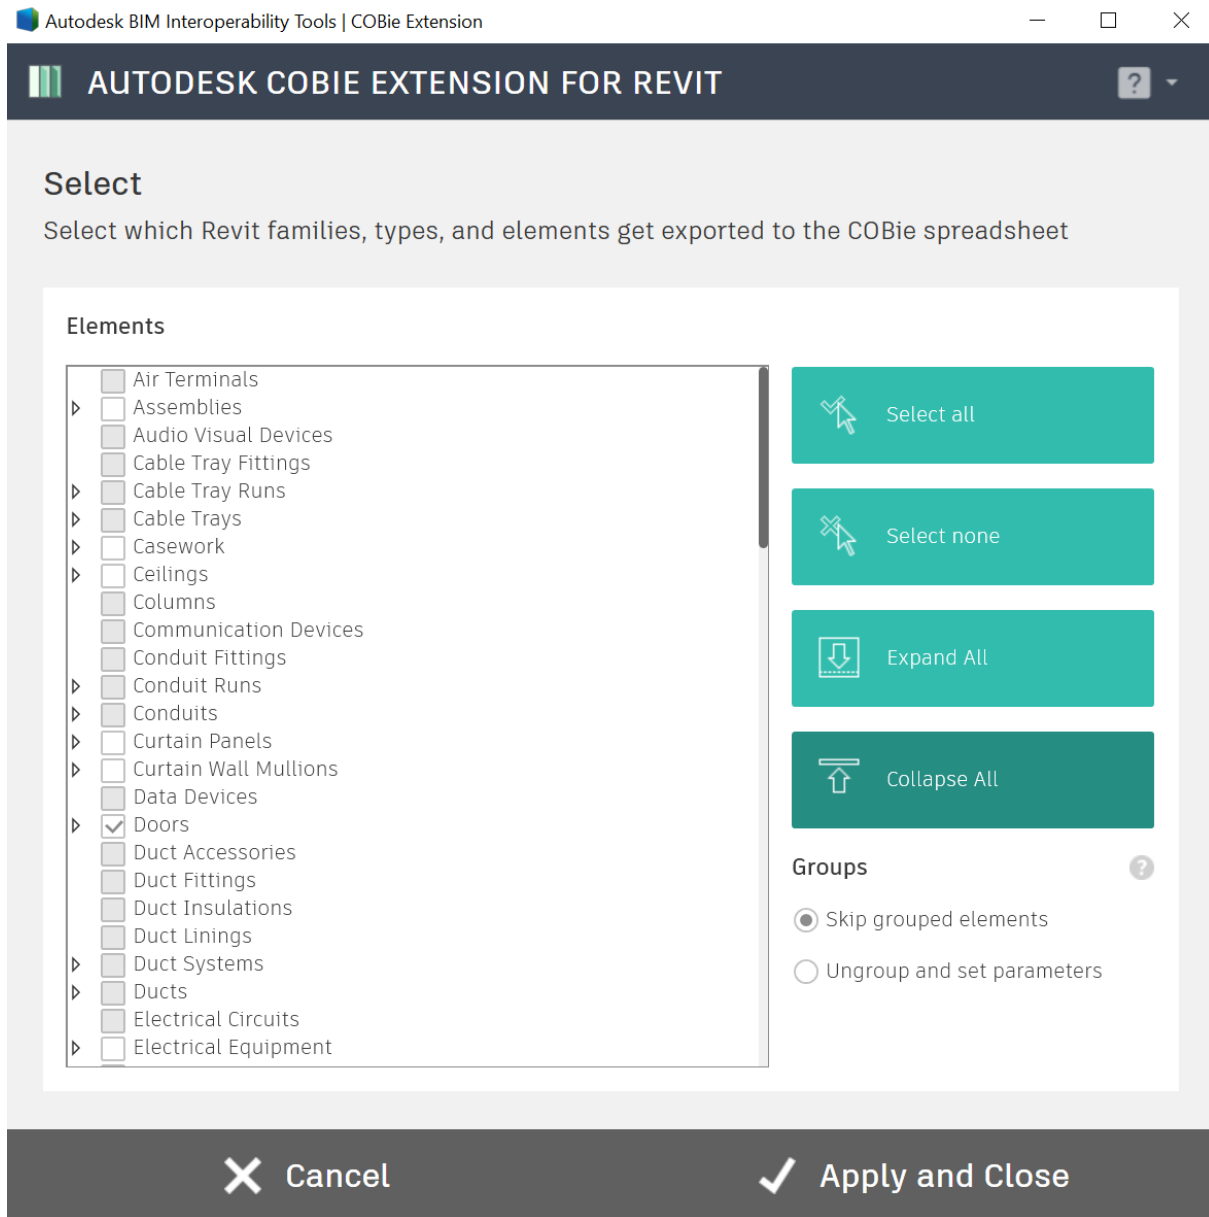 Autodesk BIM Interoperability Tools | COBie Extension
AUTODESK COBIE EXTENSION FOR REVIT
?
Select
Select which Revit families, types, and elements get exported to the COBie spreadsheet
Elements
Air Terminals
Assemblies
Audio Visual Devices
Cable Tray Fittings
Cable Tray Runs
Cable Trays
Casework
Ceilings
Columns
Communication Devices
Conduit Fittings
Conduit Runs
Conduits
Curtain Panels
Curtain Wall Mullions
Data Devices
Doors
Duct Accessories
Duct Fittings
Duct Insulations
Duct Linings
Duct Systems
Ducts
Electrical Circuits
Electrical Equipment
Select all
Select none
Expand All
Collapse All
Groups
?
Skip grouped elements
Ungroup and set parameters
Cancel
Apply and Close